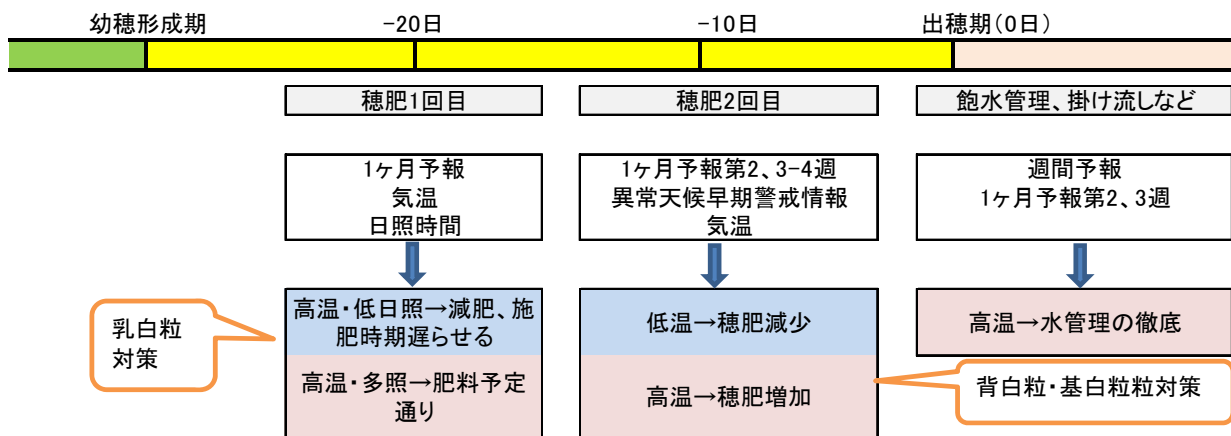 幼穂形成期
-20日
-10日
出穂期(0日)
穂肥1回目
穂肥2回目
飽水管理、掛け流しなど
1ヶ月予報
気温
日照時間
1ヶ月予報第2、3-4週
異常天候早期警戒情報
気温
週間予報
1ヶ月予報第2、3週
乳白粒
対策
高温・低日照→減肥、施
肥時期遅らせる
高温・多照→肥料予定
通り
低温→穂肥減少
高温→穂肥増加
高温→水管理の徹底
背白粒・基白粒粒対策